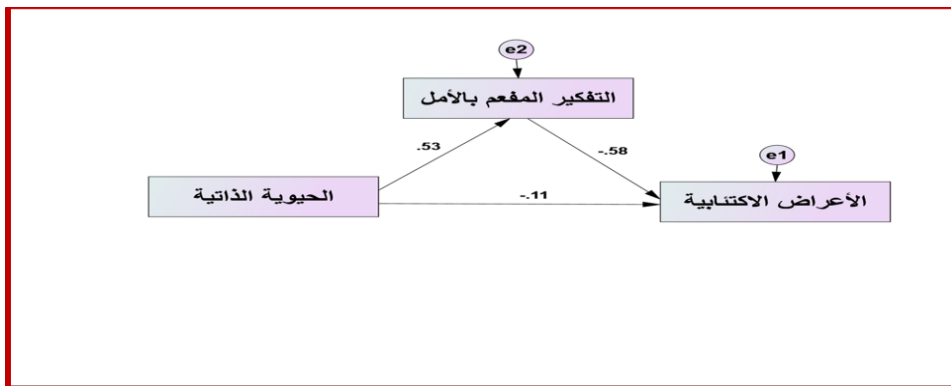 e2
التفكير المفعم بالأمل
.53
-.58
e1
الحيوية الذاتية
-.11
الأعراض الاكتئابية